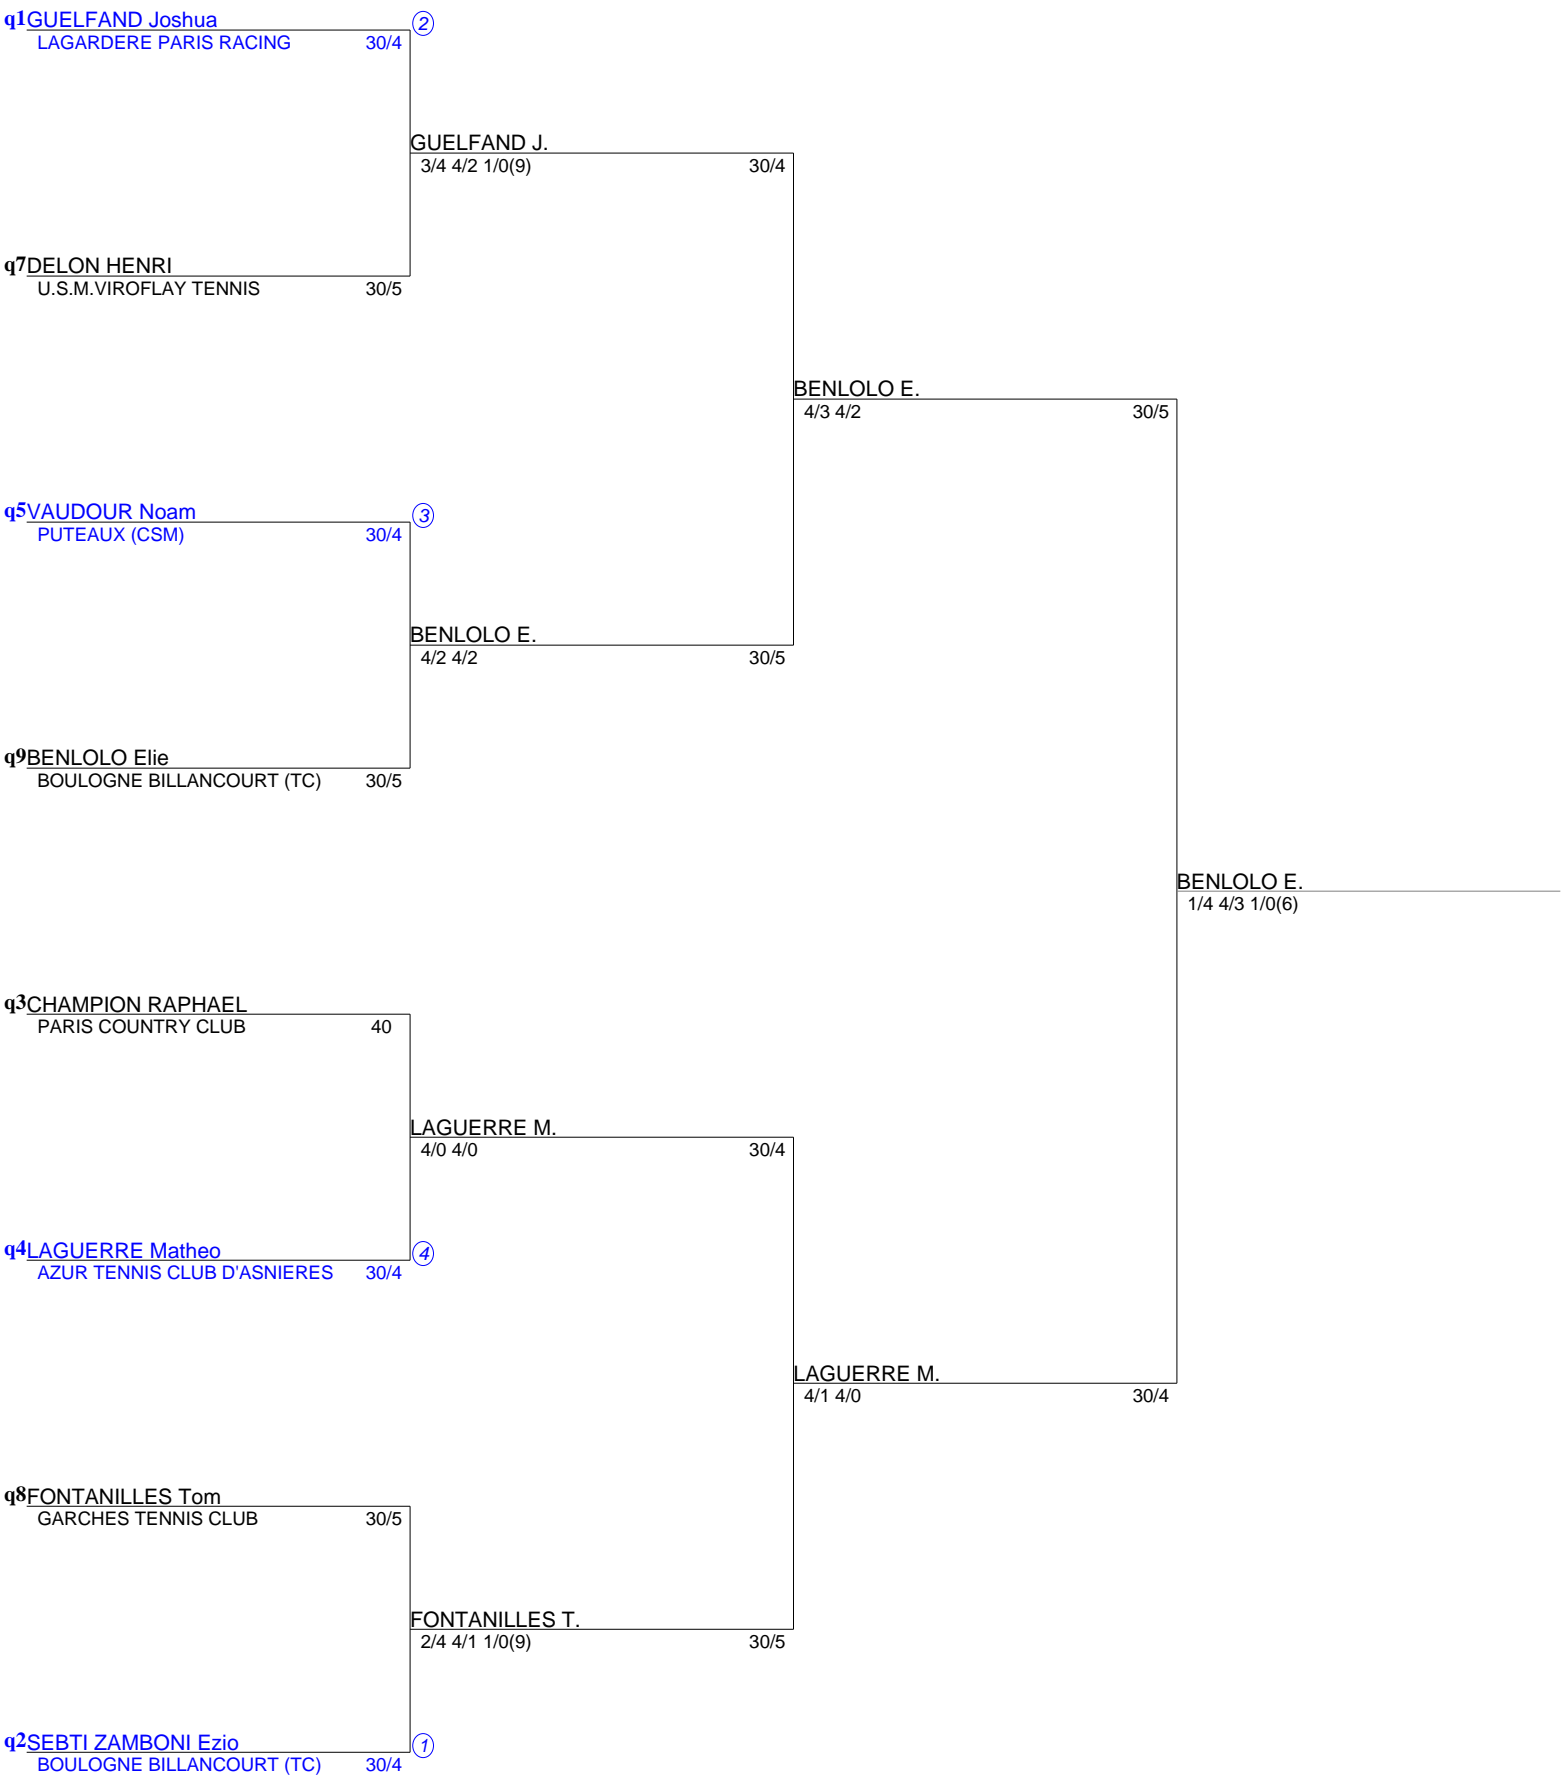 q1GUELFAND Joshua 2
LAGARDERE PARIS RACING 30/4
GUELFAND J.
3/4 4/2 1/0(9) 30/4
q7DELON HENRI
U.S.M.VIROFLAY TENNIS 30/5
BENLOLO E.
4/3 4/2 30/5
q5VAUDOUR Noam 3
PUTEAUX (CSM) 30/4
BENLOLO E.
4/2 4/2 30/5
q9BENLOLO Elie
BOULOGNE BILLANCOURT (TC) 30/5
BENLOLO E.
1/4 4/3 1/0(6)
q3CHAMPION RAPHAEL
PARIS COUNTRY CLUB 40
LAGUERRE M.
4/0 4/0 30/4
q4LAGUERRE Matheo 4
AZUR TENNIS CLUB D'ASNIERES 30/4
LAGUERRE M.
4/1 4/0 30/4
q8FONTANILLES Tom
GARCHES TENNIS CLUB 30/5
FONTANILLES T.
2/4 4/1 1/0(9) 30/5
q2SEBTI ZAMBONI Ezio 1
BOULOGNE BILLANCOURT (TC) 30/4